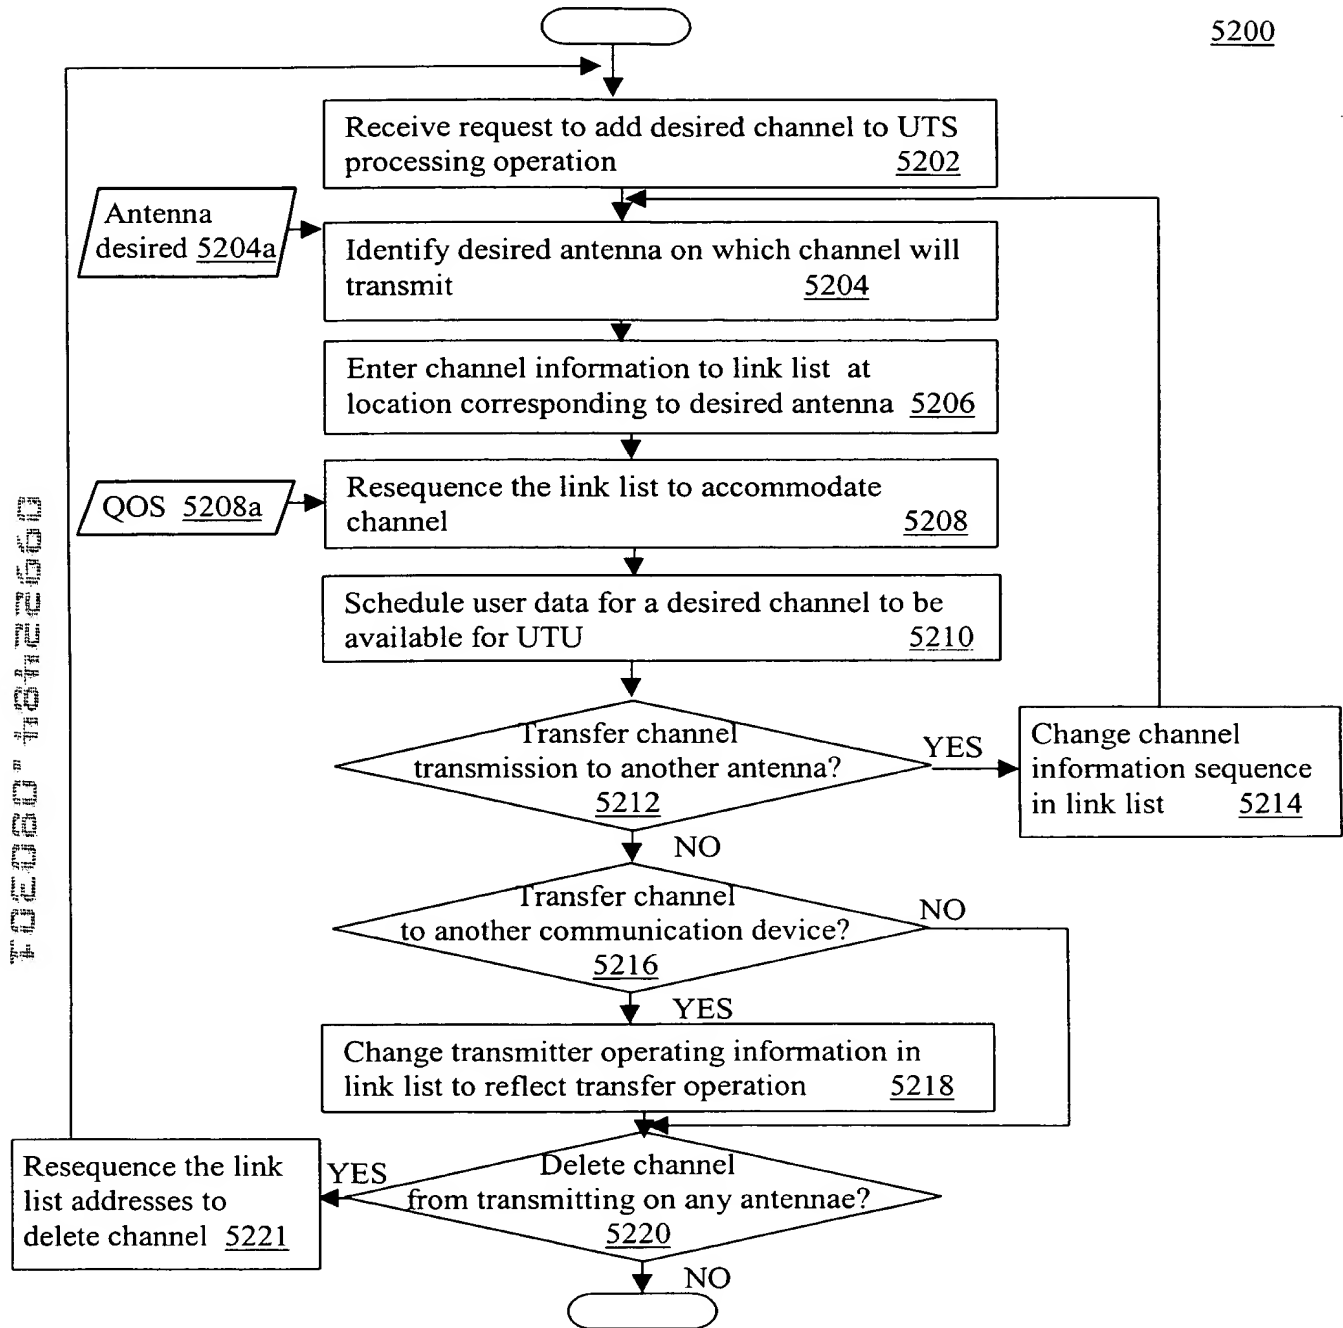 5200
Receive request to add desired channel to UTS
processing operation 5202
Antenna
desired 5204a
Identify desired antenna on which channel will
transmit 5204
Enter channel information to link list at
location corresponding to desired antenna 5206
QOS 5208a
Resequence the link list to accommodate
channel 5208
Schedule user data for a desired channel to be
available for UTU 5210
Transfer channel
transmission to another antenna?
5212
YES
Change channel
information sequence
in link list 5214
NO
Transfer channel
to another communication device?
5216
NO
YES
Change transmitter operating information in
link list to reflect transfer operation 5218
Resequence the link
list addresses to
delete channel 5221
YES
Delete channel
from transmitting on any antennae?
5220
NO